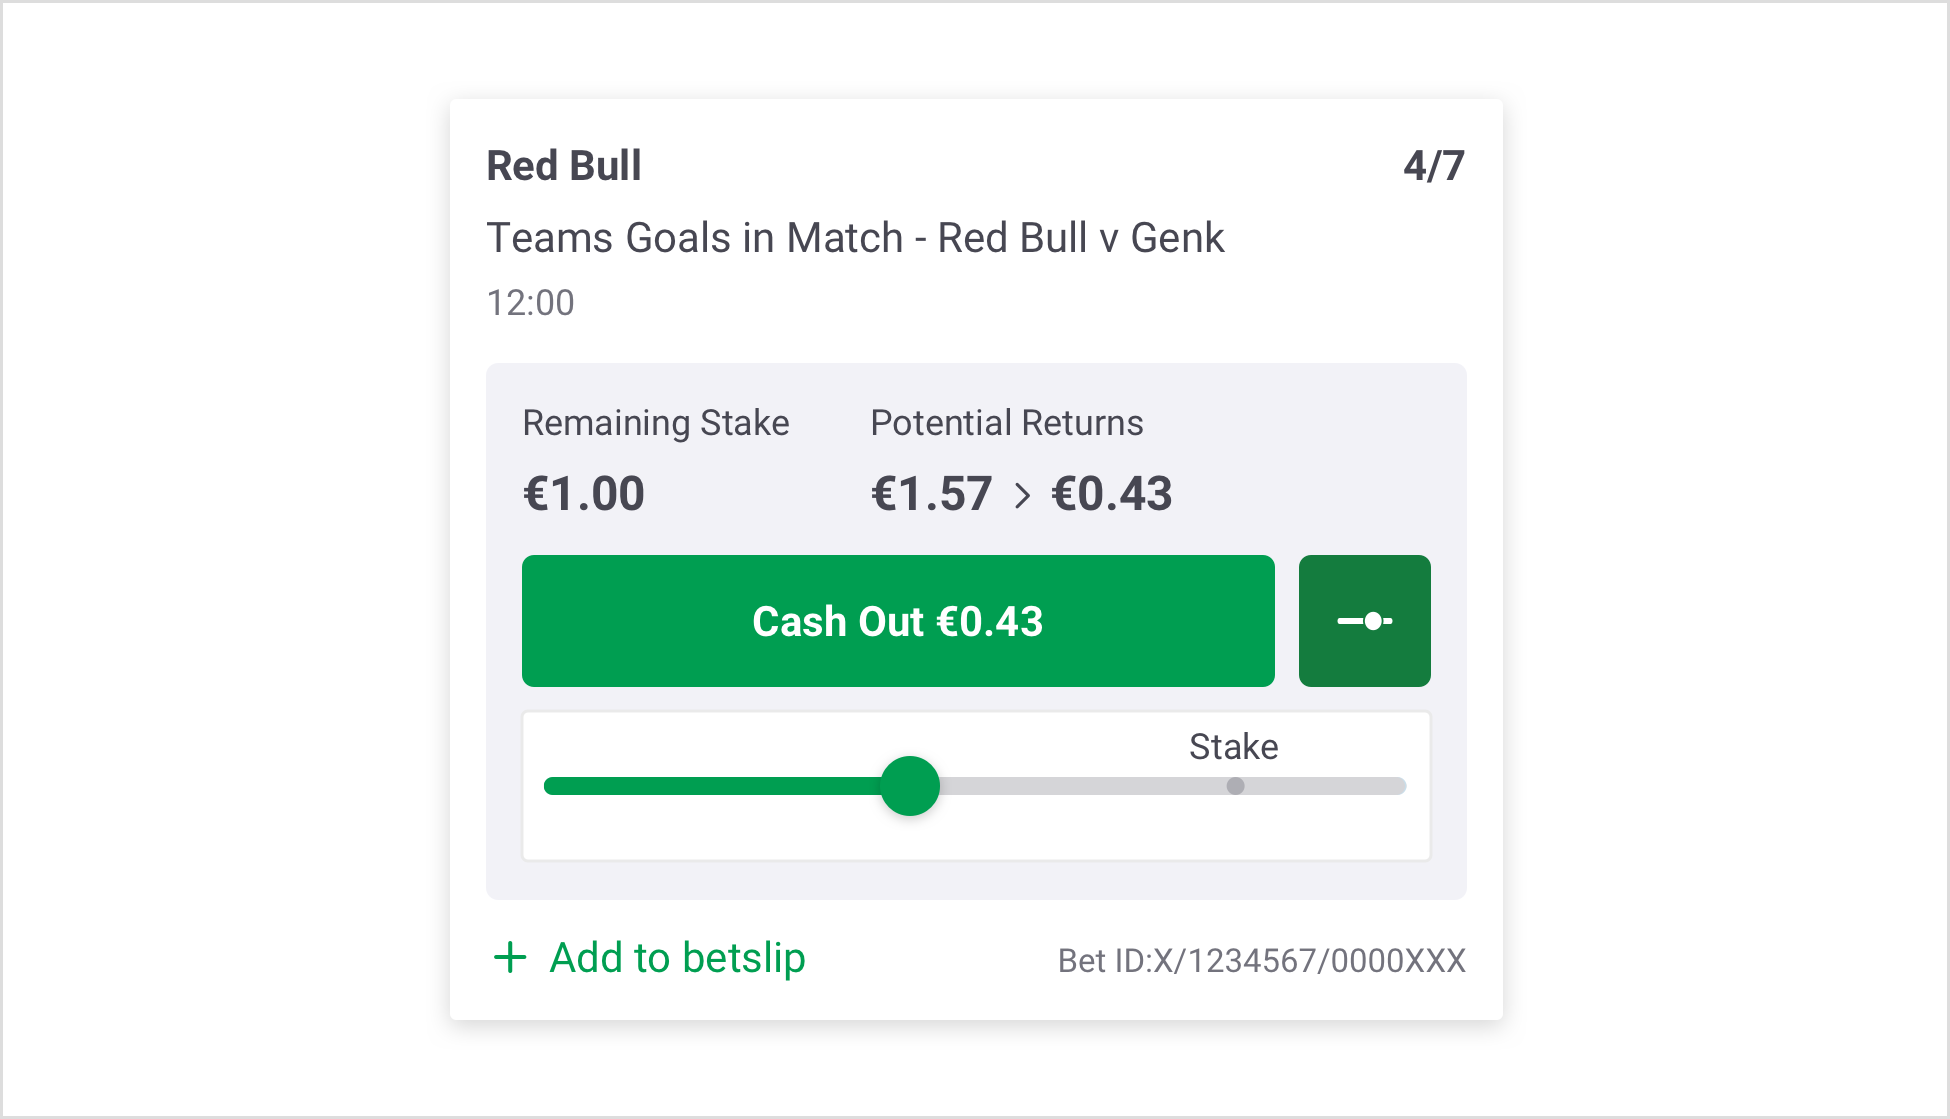 Red Bull 4/7
Teams Goals in Match - Red Bull v Genk
12:00
Remaining Stake Potential Returns
€1.00 €1.57 > €0.43
Cash Out €0.43
Stake
+ Add to betslip Bet ID:X/1234567/0000XXX